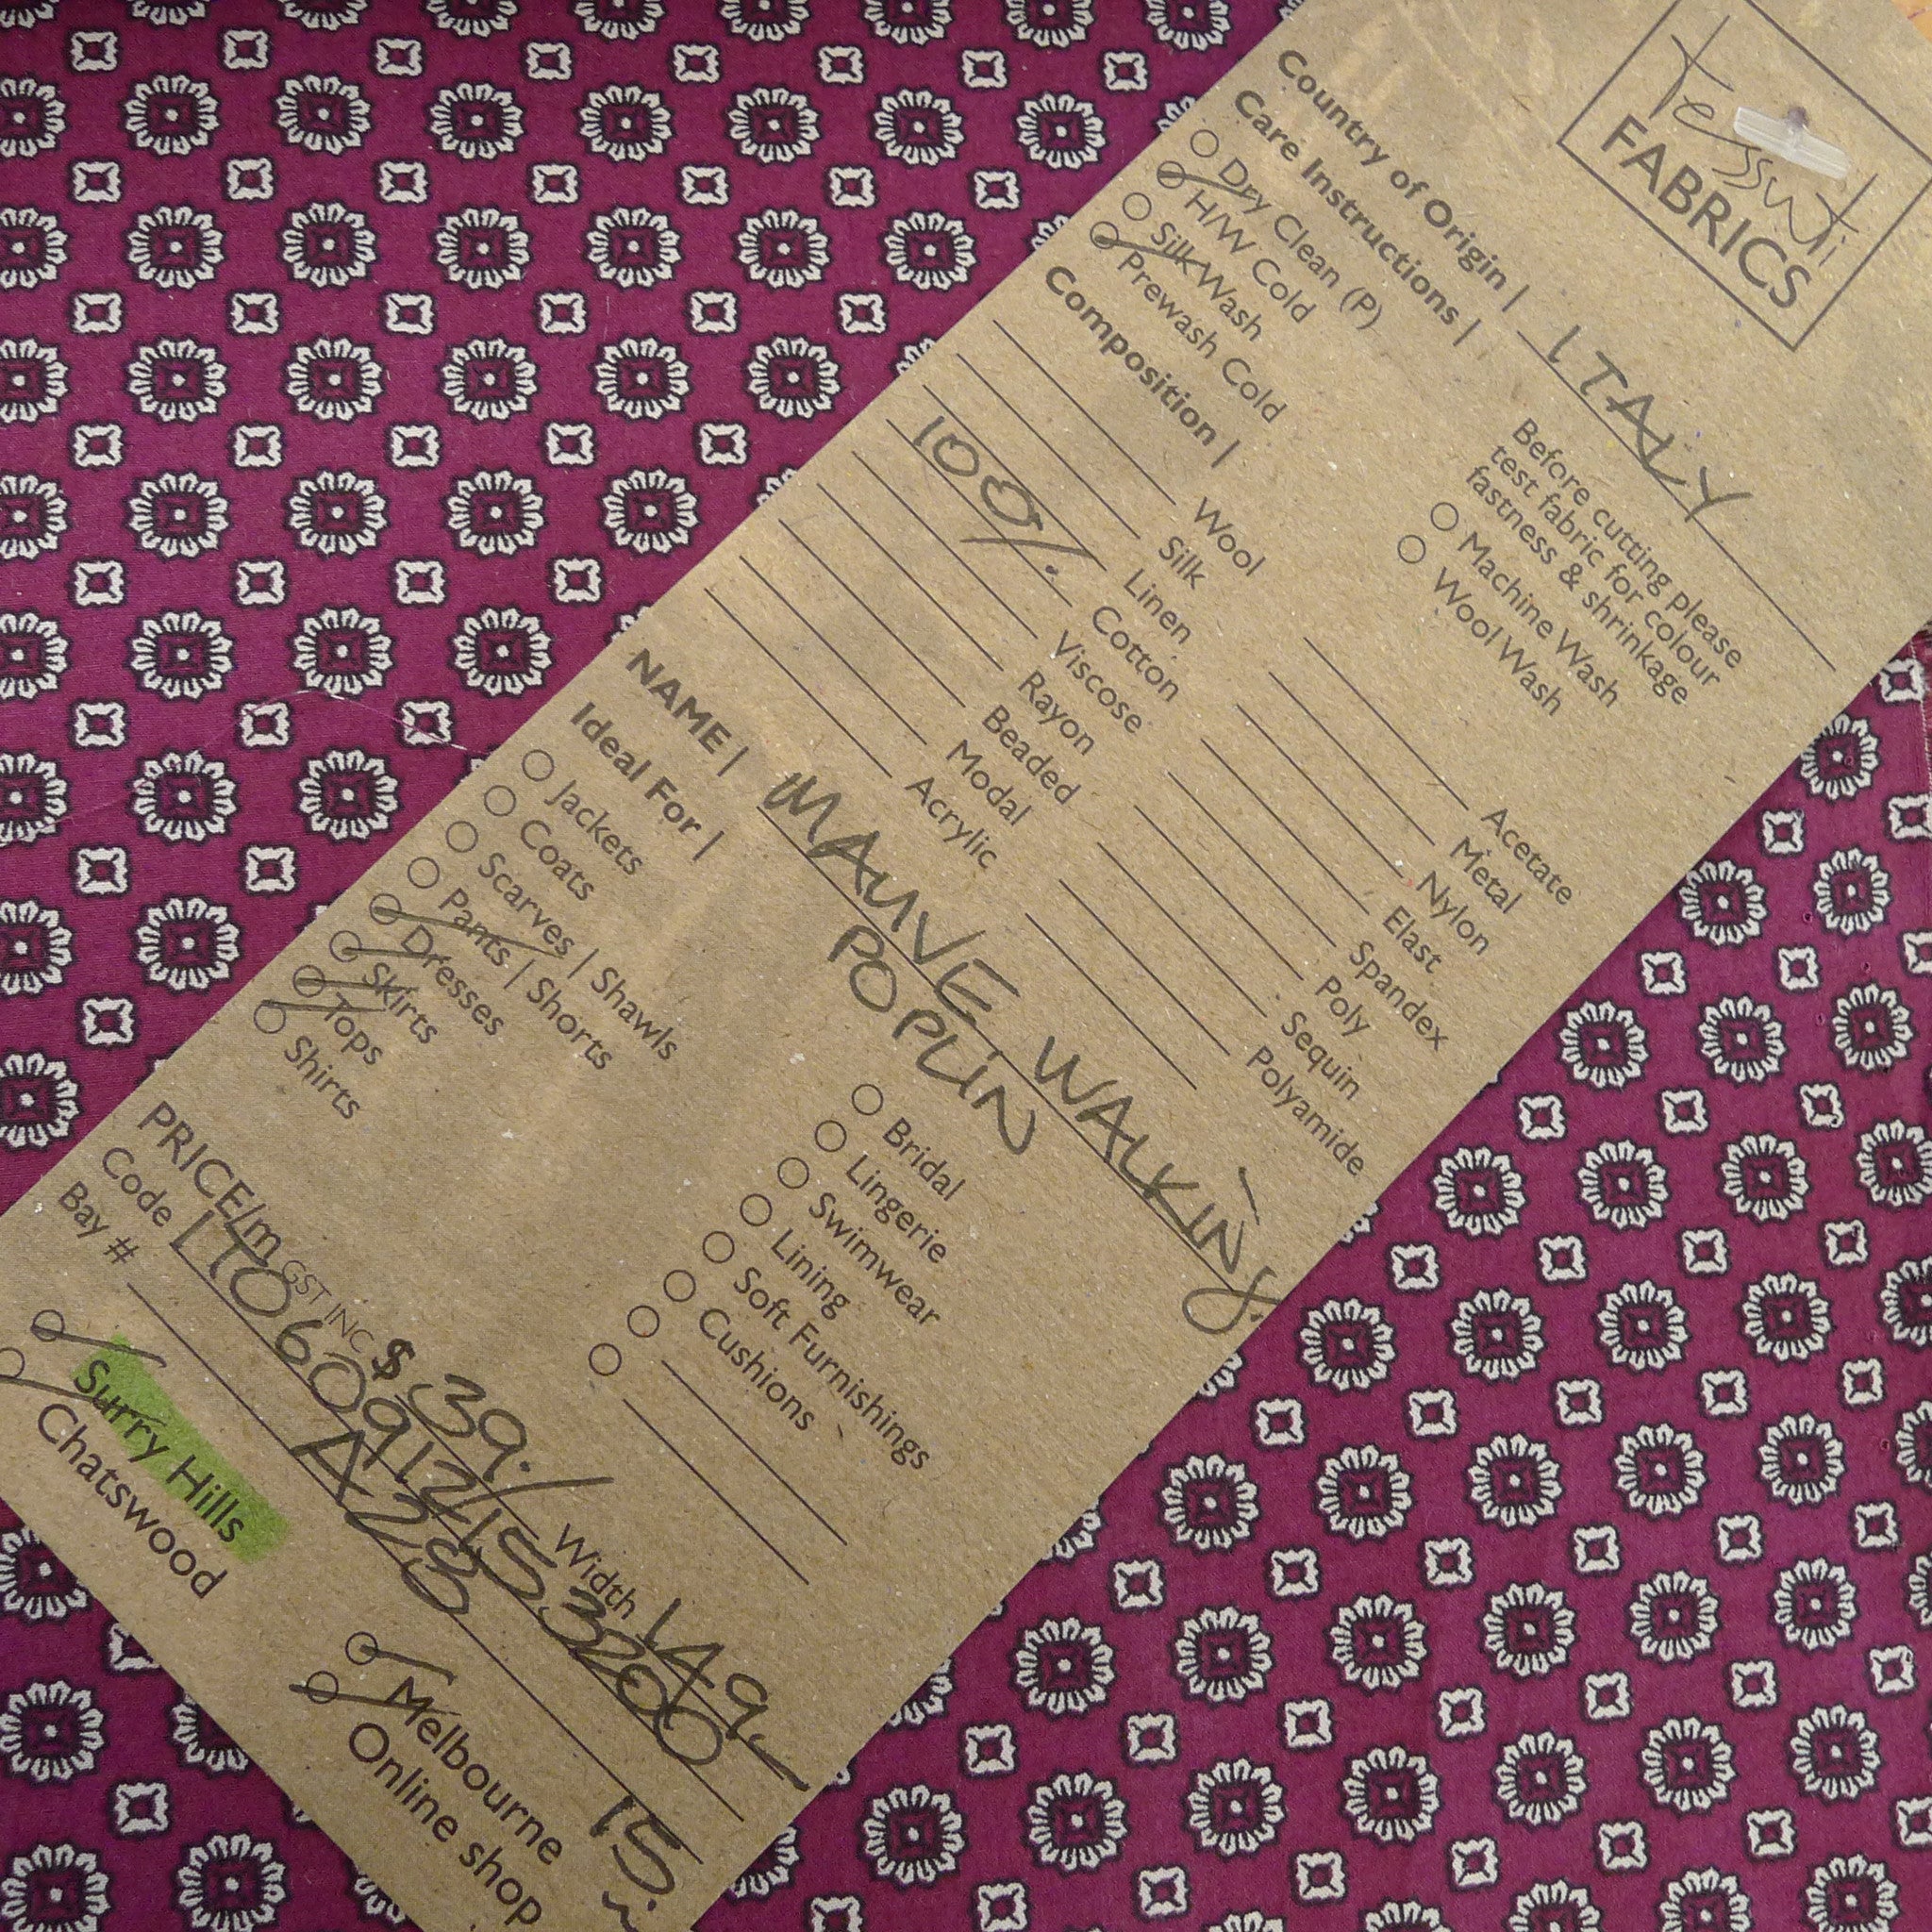 Tessuti
FABRICS
Country of Origin | ITALY
Care Instructions |
Before cutting please
test fabric for colour
fastness & shrinkage
Dry Clean (P)
H/W Cold
Silk Wash
Prewash Cold
Machine Wash
Wool Wash
Composition |
Wool
Silk
Linen
100% Cotton
Viscose
Rayon
Beaded
Modal
Acrylic
Acetate
Metal
Nylon
Elast
Spandex
Poly
Sequin
Polyamide
NAME | MAUVE WALKING
POPLIN
Ideal For |
Jackets
Coats
Scarves | Shawls
Pants | Shorts
Dresses
Skirts
Tops
Shirts
Bridal
Lingerie
Swimwear
Lining
Soft Furnishings
Cushions
PRICE/m GST INC $ 39./ Width 149
Code LTO60912/153200
Bay # A28
Surry Hills
Chatswood
Melbourne
Online shop
15